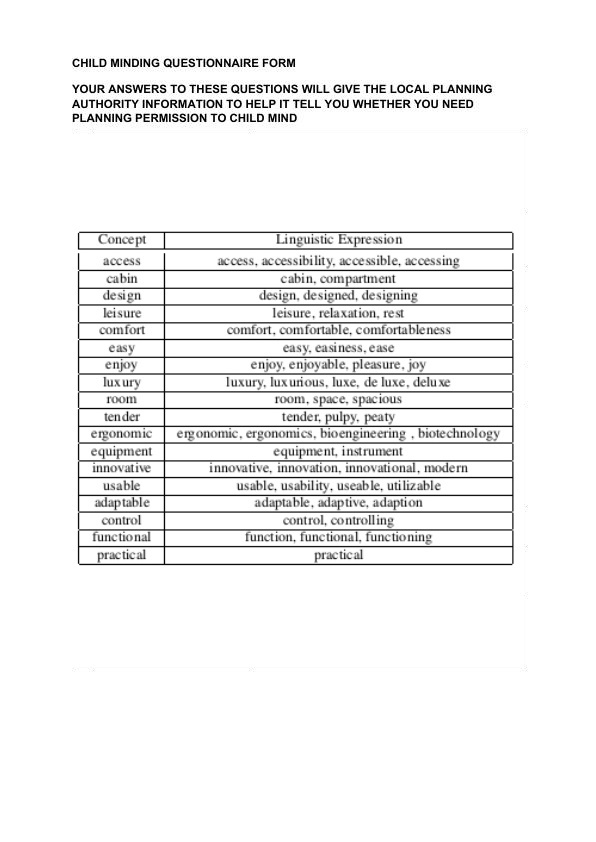 CHILD MINDING QUESTIONNAIRE FORM
YOUR ANSWERS TO THESE QUESTIONS WILL GIVE THE LOCAL PLANNING
AUTHORITY INFORMATION TO HELP IT TELL YOU WHETHER YOU NEED
PLANNING PERMISSION TO CHILD MIND
Concept Linguistic Expression
access access, accessibility, accessible, accessing
cabin cabin, compartment
design design, designed, designing
leisure leisure, relaxation, rest
comfort comfort, comfortable, comfortableness
easy easy, easiness, ease
enjoy enjoy, enjoyable, pleasure, joy
luxury luxury, luxurious, luxe, de luxe, deluxe
room room, space, spacious
tender tender, pulpy, peaty
ergonomic ergonomic, ergonomics, bioengineering , biotechnology
equipment equipment, instrument
innovative innovative, innovation, innovational, modern
usable usable, usability, useable, utilizable
adaptable adaptable, adaptive, adaption
control control, controlling
functional function, functional, functioning
practical practical